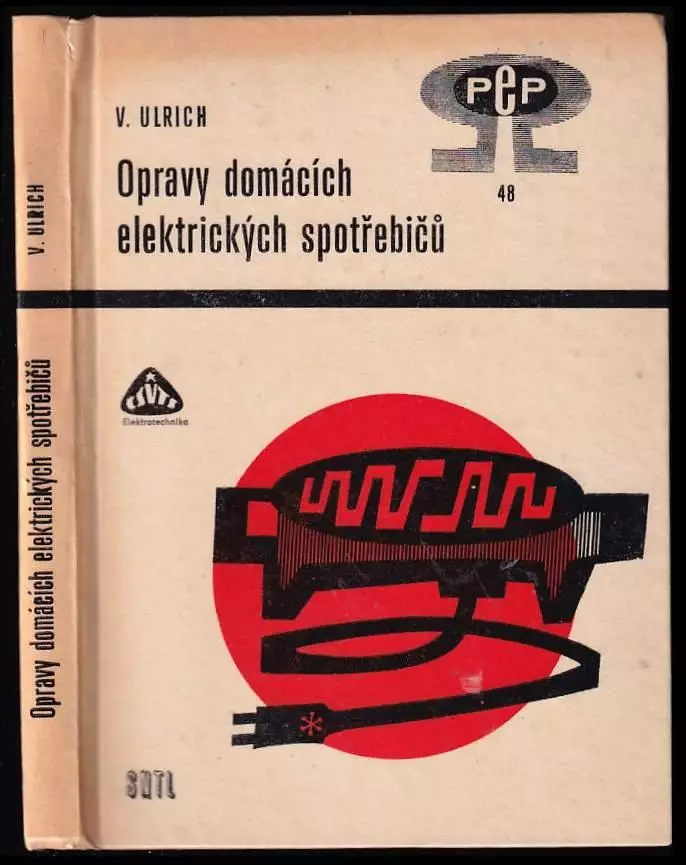 V. ULRICH
Opravy domácích elektrických spotřebičů
PeP
48
V. ULRICH
Opravy domácích
elektrických spotřebičů
ČSVTS
Elektrotechnika
SNTL